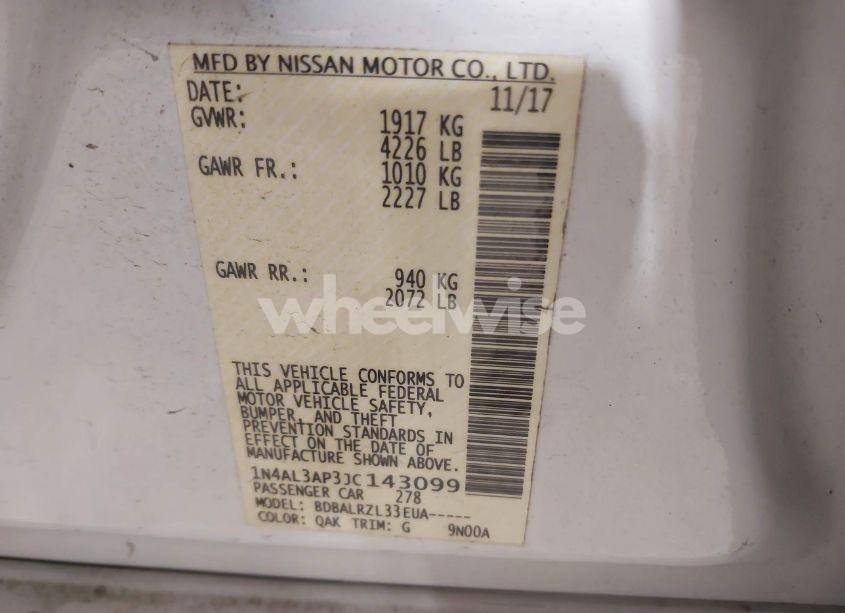 MFD BY NISSAN MOTOR CO., LTD.
DATE: 11/17
GVWR: 1917 KG
4226 LB
GAWR FR.: 1010 KG
2227 LB
GAWR RR.: 940 KG
2072 LB
wheelwise
THIS VEHICLE CONFORMS TO
ALL APPLICABLE FEDERAL
MOTOR VEHICLE SAFETY,
BUMPER, AND THEFT
PREVENTION STANDARDS IN
EFFECT ON THE DATE OF
MANUFACTURE SHOWN ABOVE.
1N4AL3AP3JC143099
PASSENGER CAR 278
MODEL: BDBALRZL33EUA-----
COLOR: QAK TRIM: G 9N00A